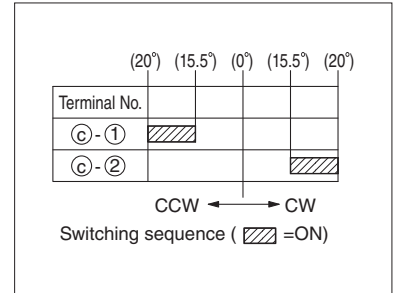 (20°) (15.5°) (0°) (15.5°) (20°)
Terminal No.
ⓒ-①
ⓒ-②
CCW CW
Switching sequence ( =ON)